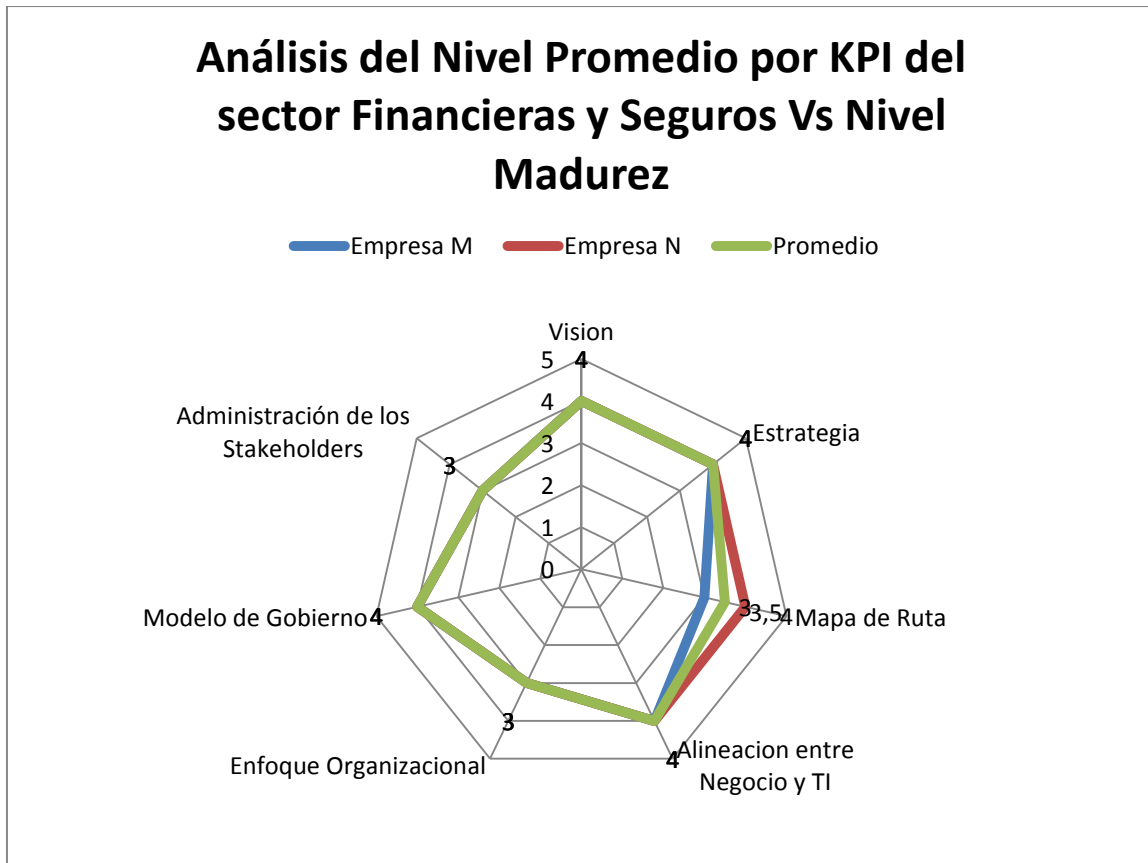 Análisis del Nivel Promedio por KPI del
sector Financieras y Seguros Vs Nivel
Madurez
Empresa M Empresa N Promedio
Vision
5 4
4
3
2
1
0
Estrategia
4
Mapa de Ruta
3 3,5 4
Alineacion entre
Negocio y TI
4
Enfoque Organizacional
3
Modelo de Gobierno
4
Administración de los
Stakeholders
3